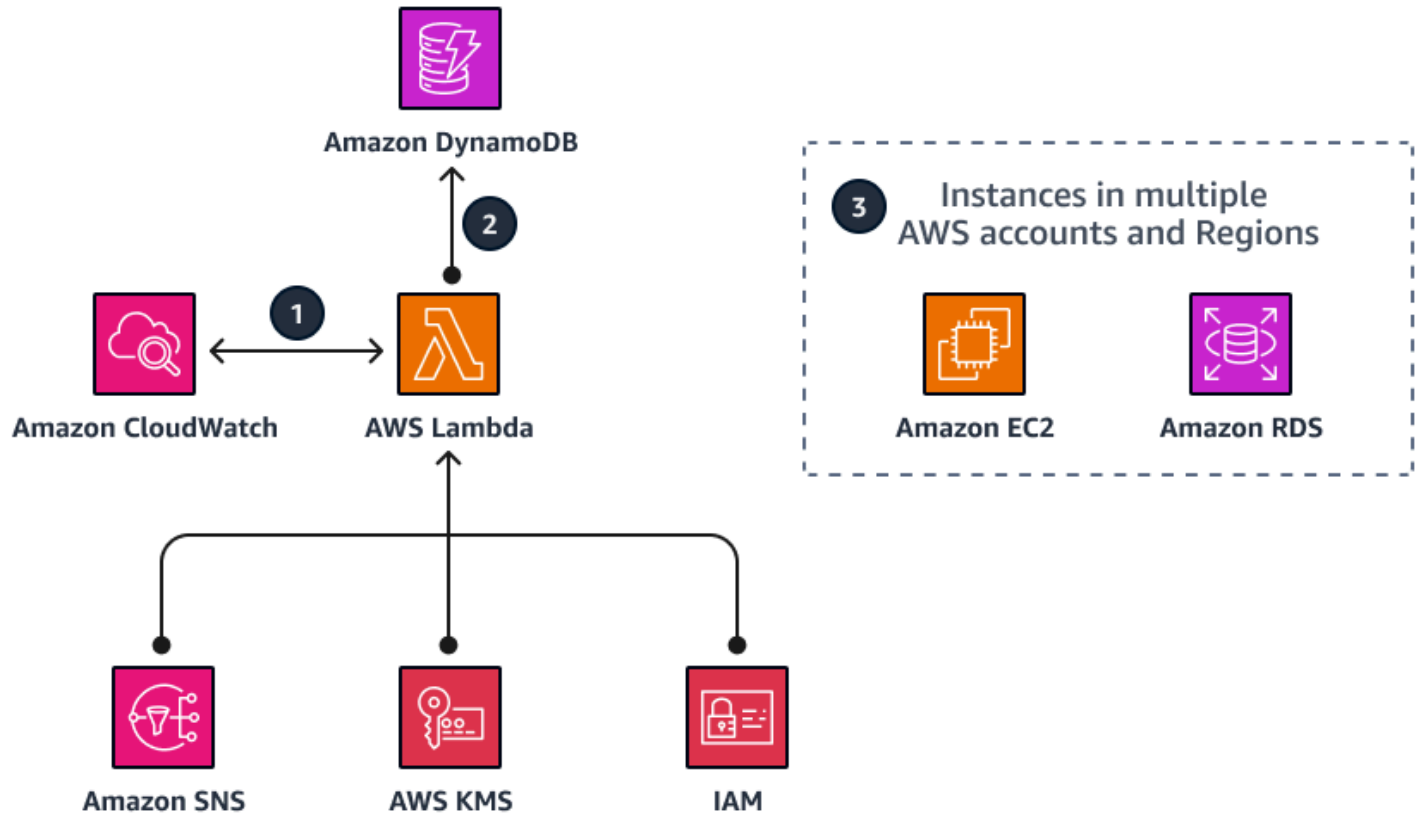 Amazon DynamoDB
2
3
Instances in multiple
AWS accounts and Regions
1
Amazon CloudWatch
AWS Lambda
Amazon EC2
Amazon RDS
Amazon SNS
AWS KMS
IAM